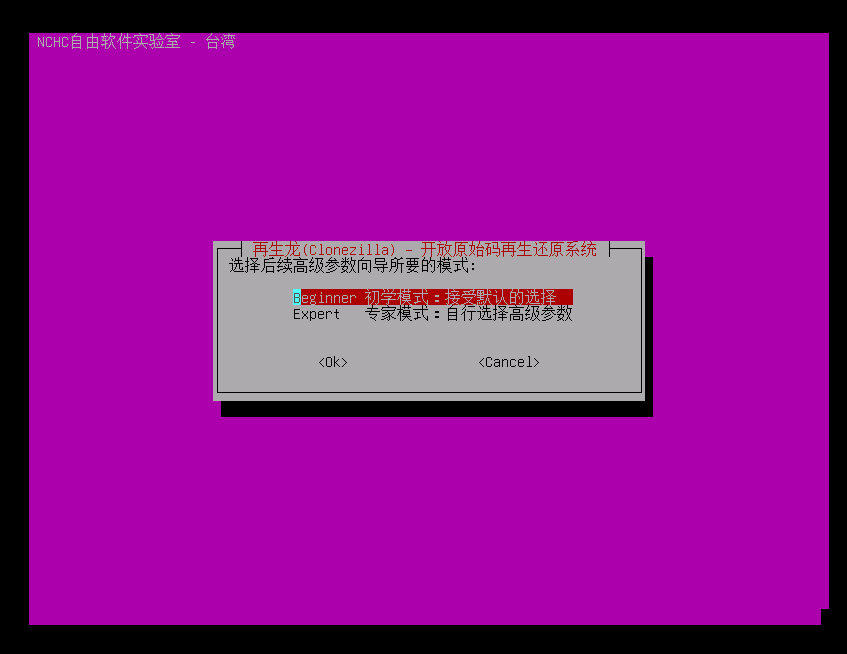 NCHC自由软件实验室 - 台湾
再生龙(Clonezilla) - 开放原始码再生还原系统
选择后续高级参数向导所要的模式:
Beginner 初学模式：接受默认的选择
Expert 专家模式：自行选择高级参数
<Ok> <Cancel>